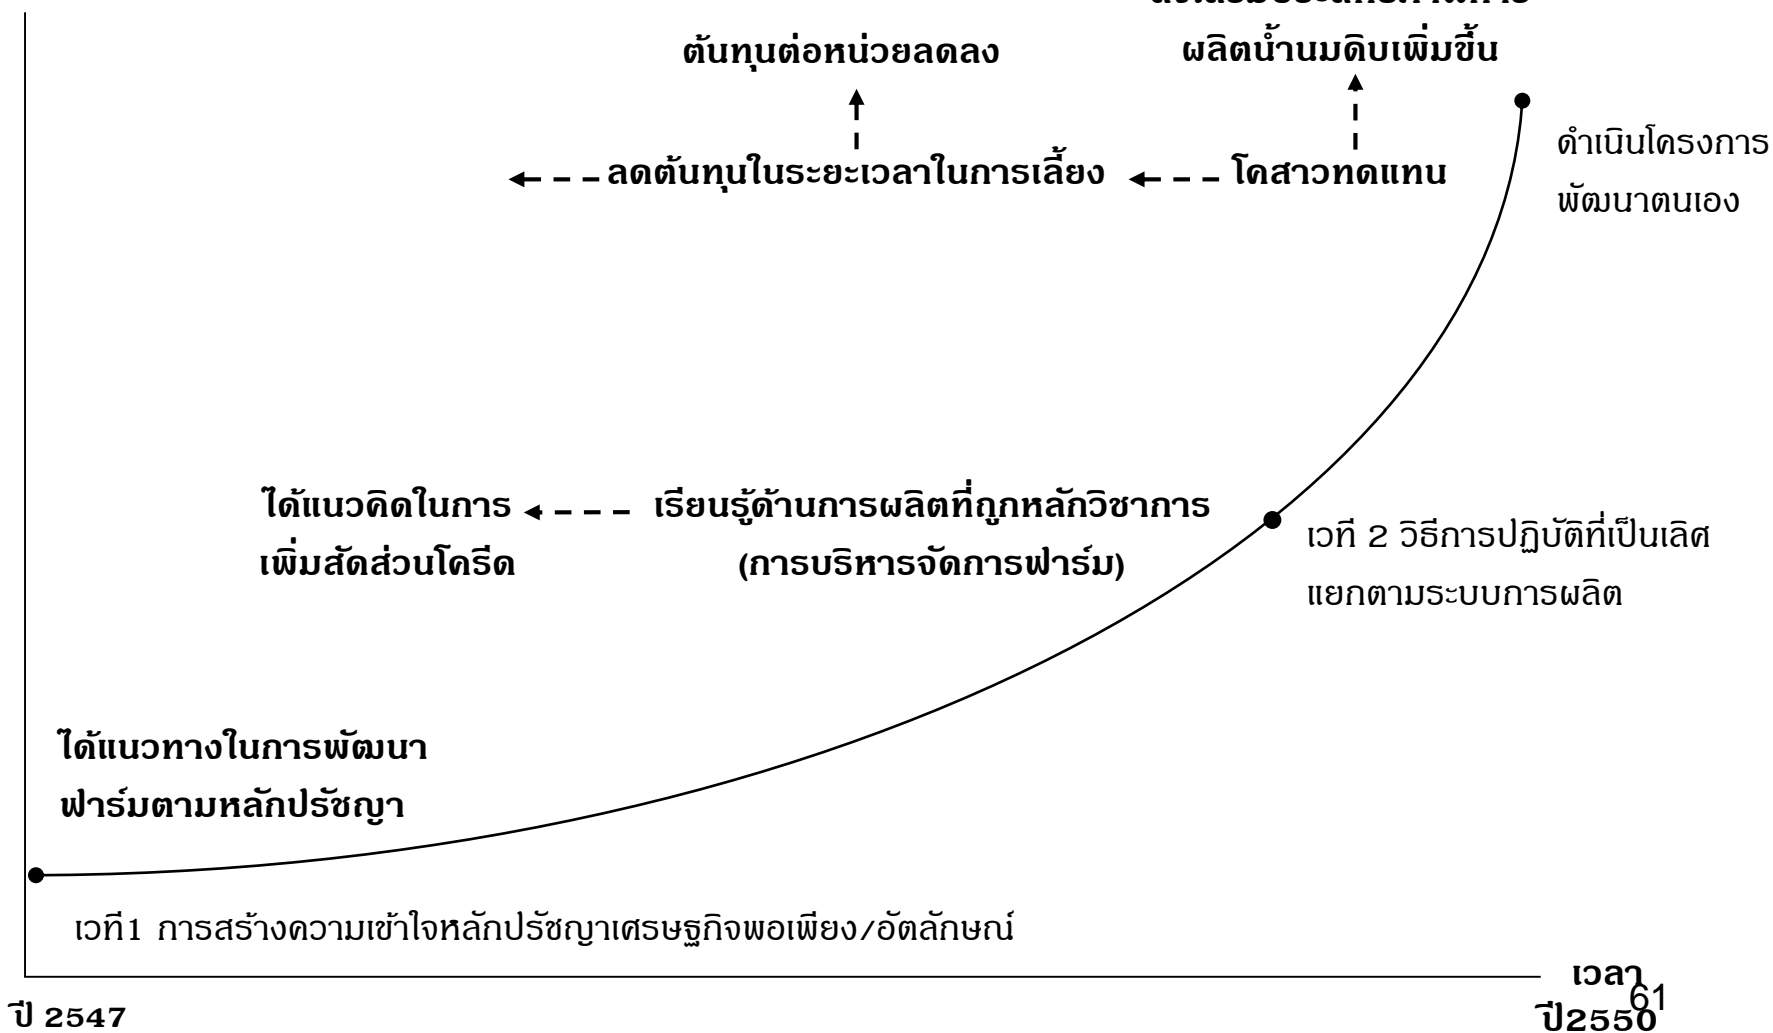 ต้นทุนต่อหน่วยลดลง
ผลิตน้ำนมดิบเพิ่มขึ้น
ลดต้นทุนในระยะเวลาในการเลี้ยง
โคสาวทดแทน
ดำเนินโครงการ
พัฒนาตนเอง
ได้แนวคิดในการ
เพิ่มสัดส่วนโครีด
เรียนรู้ด้านการผลิตที่ถูกหลักวิชาการ
(การบริหารจัดการฟาร์ม)
เวที 2 วิธีการปฏิบัติที่เป็นเลิศ
แยกตามระบบการผลิต
ได้แนวทางในการพัฒนา
ฟาร์มตามหลักปรัชญา
เวที1 การสร้างความเข้าใจหลักปรัชญาเศรษฐกิจพอเพียง/อัตลักษณ์
เวลา
61
ปี 2547
ปี2550